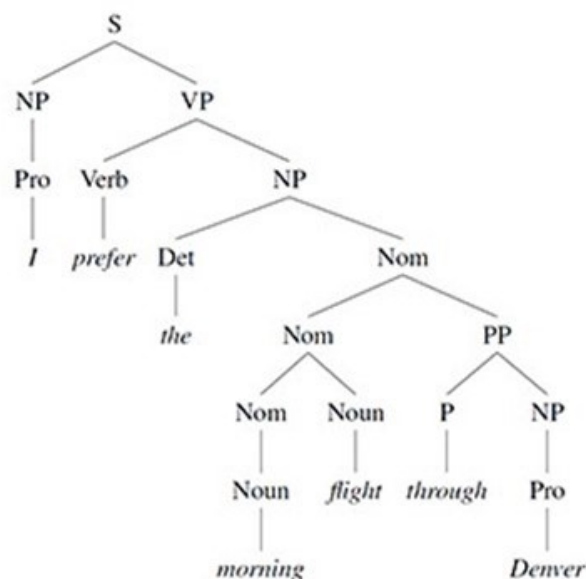 S
NP VP
Pro Verb NP
I prefer Det Nom
the Nom PP
Nom Noun P NP
Noun flight through Pro
morning Denver